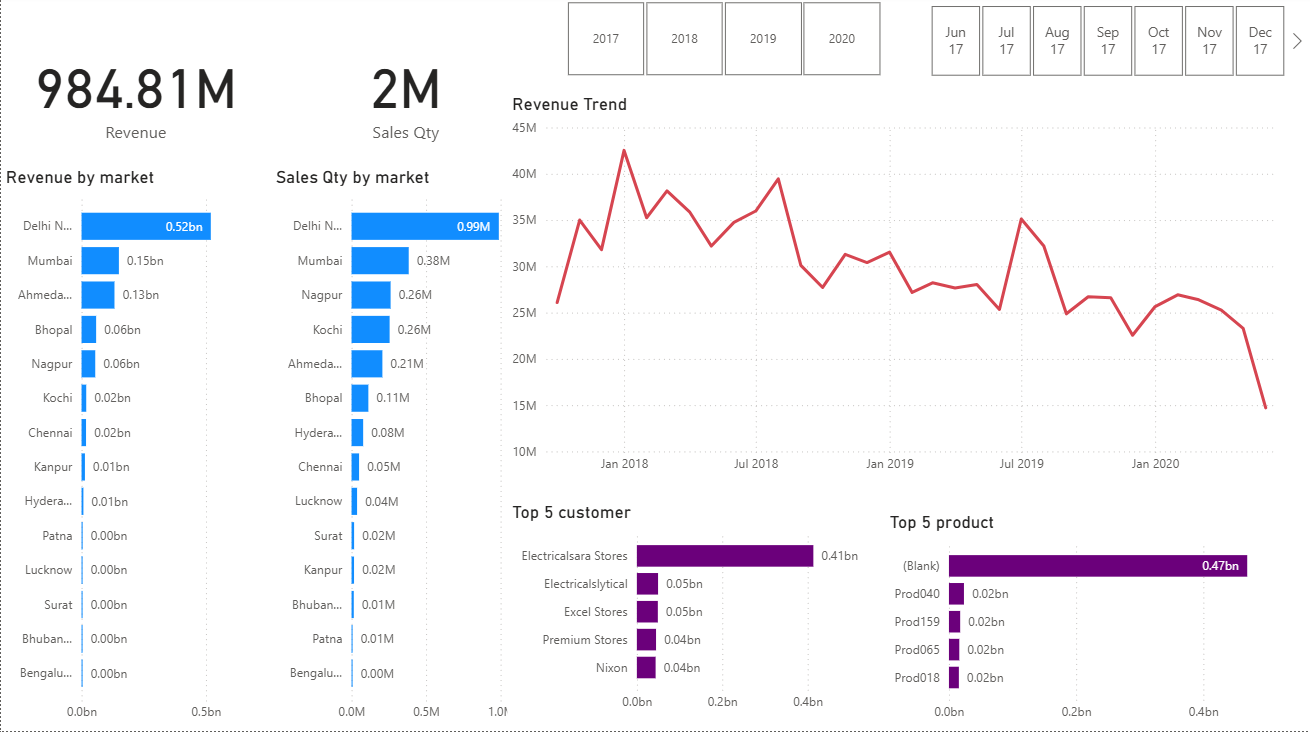 2017
2018
2019
2020
Jun
17
Jul
17
Aug
17
Sep
17
Oct
17
Nov
17
Dec
17
984.81M
Revenue
2M
Sales Qty
Revenue by market
Delhi N... 0.52bn
Mumbai 0.15bn
Ahmeda... 0.13bn
Bhopal 0.06bn
Nagpur 0.06bn
Kochi 0.02bn
Chennai 0.02bn
Kanpur 0.01bn
Hydera... 0.01bn
Patna 0.00bn
Lucknow 0.00bn
Surat 0.00bn
Bhuban... 0.00bn
Bengalu... 0.00bn
0.0bn 0.5bn
Sales Qty by market
Delhi N... 0.99M
Mumbai 0.38M
Nagpur 0.26M
Kochi 0.26M
Ahmeda... 0.21M
Bhopal 0.11M
Hydera... 0.08M
Chennai 0.05M
Lucknow 0.04M
Surat 0.02M
Kanpur 0.02M
Bhuban... 0.01M
Patna 0.01M
Bengalu... 0.00M
0.0M 0.5M 1.0M
Revenue Trend
45M
40M
35M
30M
25M
20M
15M
10M
Jan 2018 Jul 2018 Jan 2019 Jul 2019 Jan 2020
Top 5 customer
Electricalsara Stores 0.41bn
Electricalslytical 0.05bn
Excel Stores 0.05bn
Premium Stores 0.04bn
Nixon 0.04bn
0.0bn 0.2bn 0.4bn
Top 5 product
(Blank) 0.47bn
Prod040 0.02bn
Prod159 0.02bn
Prod065 0.02bn
Prod018 0.02bn
0.0bn 0.2bn 0.4bn